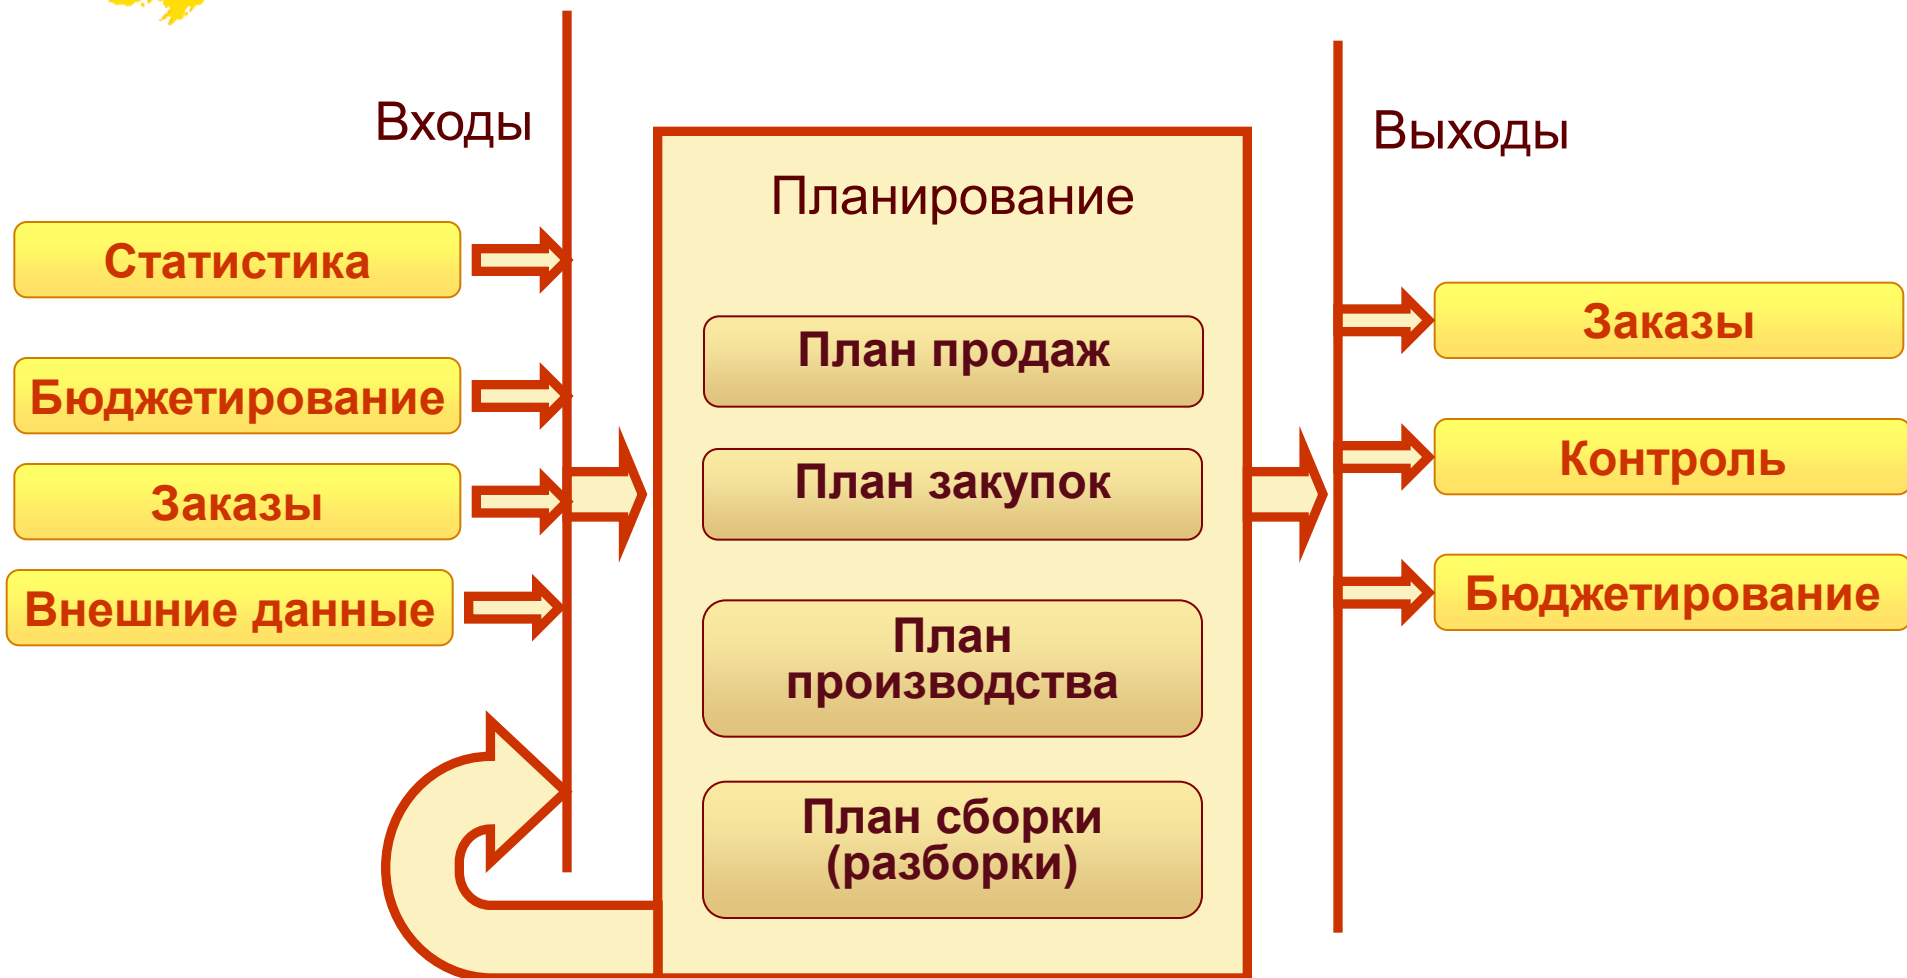 Входы
Статистика
Бюджетирование
Заказы
Внешние данные
Планирование
План продаж
План закупок
План
производства
План сборки
(разборки)
Выходы
Заказы
Контроль
Бюджетирование